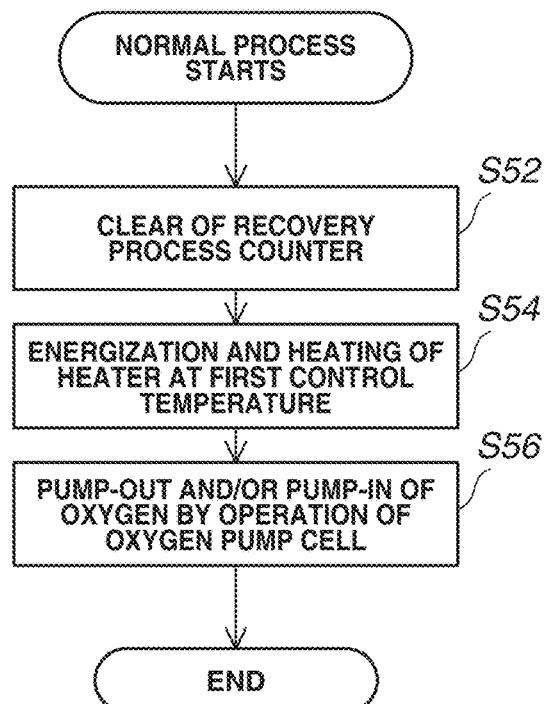 NORMAL PROCESS
STARTS
S52
CLEAR OF RECOVERY
PROCESS COUNTER
S54
ENERGIZATION AND HEATING OF
HEATER AT FIRST CONTROL
TEMPERATURE
S56
PUMP-OUT AND/OR PUMP-IN OF
OXYGEN BY OPERATION OF
OXYGEN PUMP CELL
END